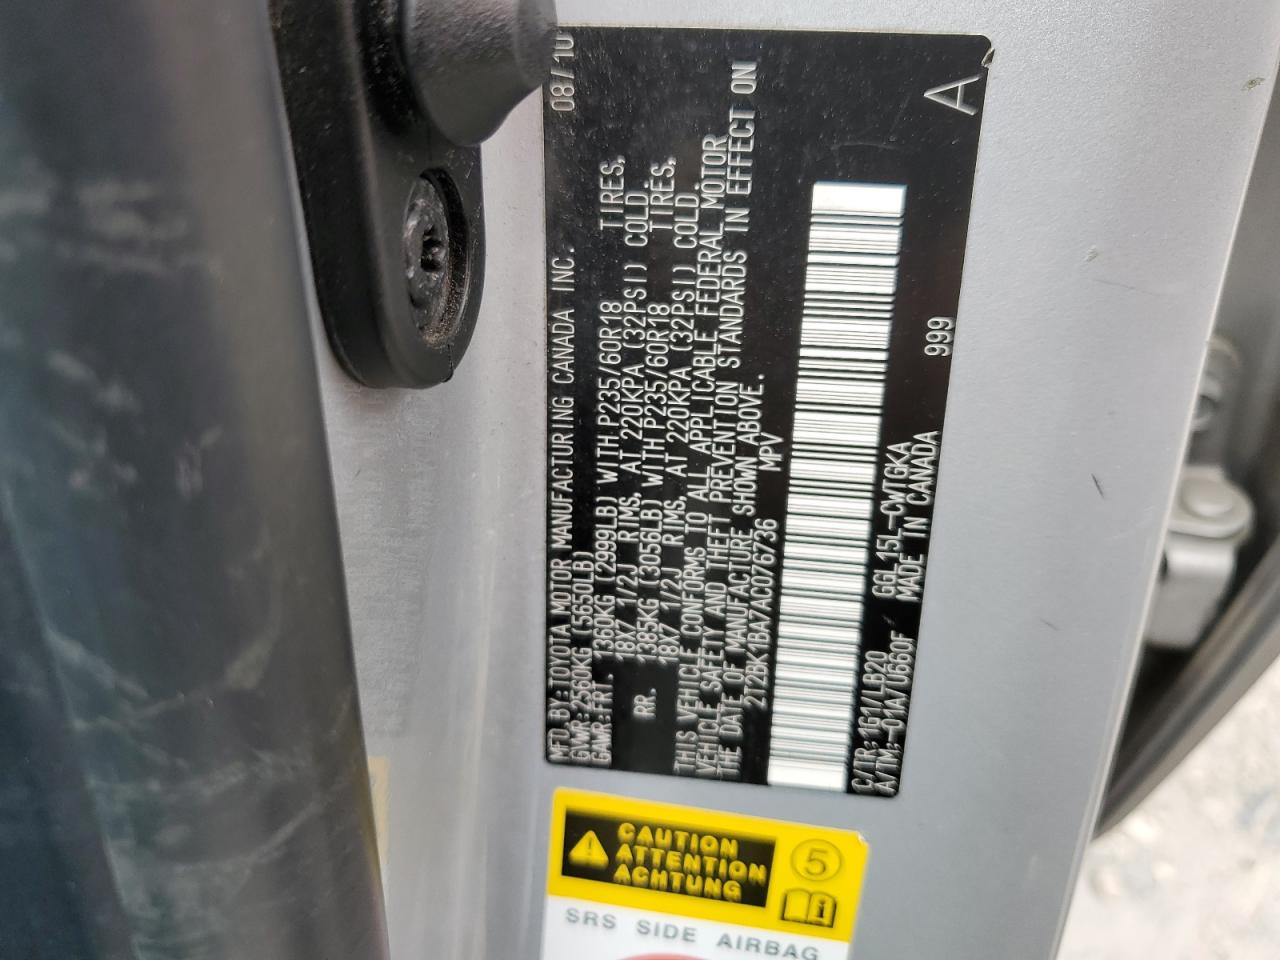 MFD. BY: TOYOTA MOTOR MANUFACTURING CANADA INC. 08/10
GVWR: 2560KG (5650LB)
GAWR: FRT. 1360KG (2999LB) WITH P235/60R18 TIRES,
18X7 1/2J RIMS, AT 220KPA (32PSI) COLD.
RR. 1385KG (3056LB) WITH P235/60R18 TIRES,
18X7 1/2J RIMS, AT 220KPA (32PSI) COLD.
THIS VEHICLE CONFORMS TO ALL APPLICABLE FEDERAL MOTOR
VEHICLE SAFETY AND THEFT PREVENTION STANDARDS IN EFFECT ON
THE DATE OF MANUFACTURE SHOWN ABOVE.
2T2BK1BA7AC076736 MPV
A
C/TR: 1G1/LB20 GGL15L-CWTGKA 999
A/TM: -01A/U660F MADE IN CANADA
CAUTION
ATTENTION
ACHTUNG
5
SRS SIDE AIRBAG